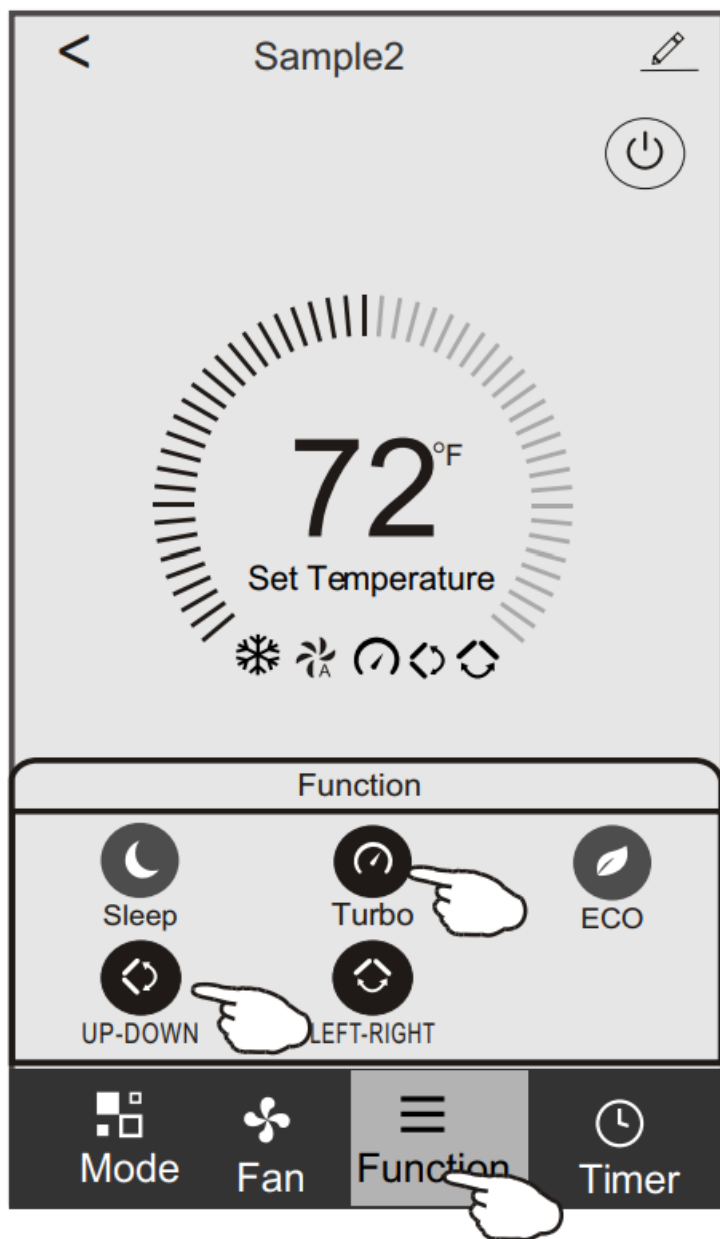 <
Sample2
72°F
Set Temperature
A
Function
Sleep
Turbo
ECO
UP-DOWN
LEFT-RIGHT
Mode
Fan
Function
Timer